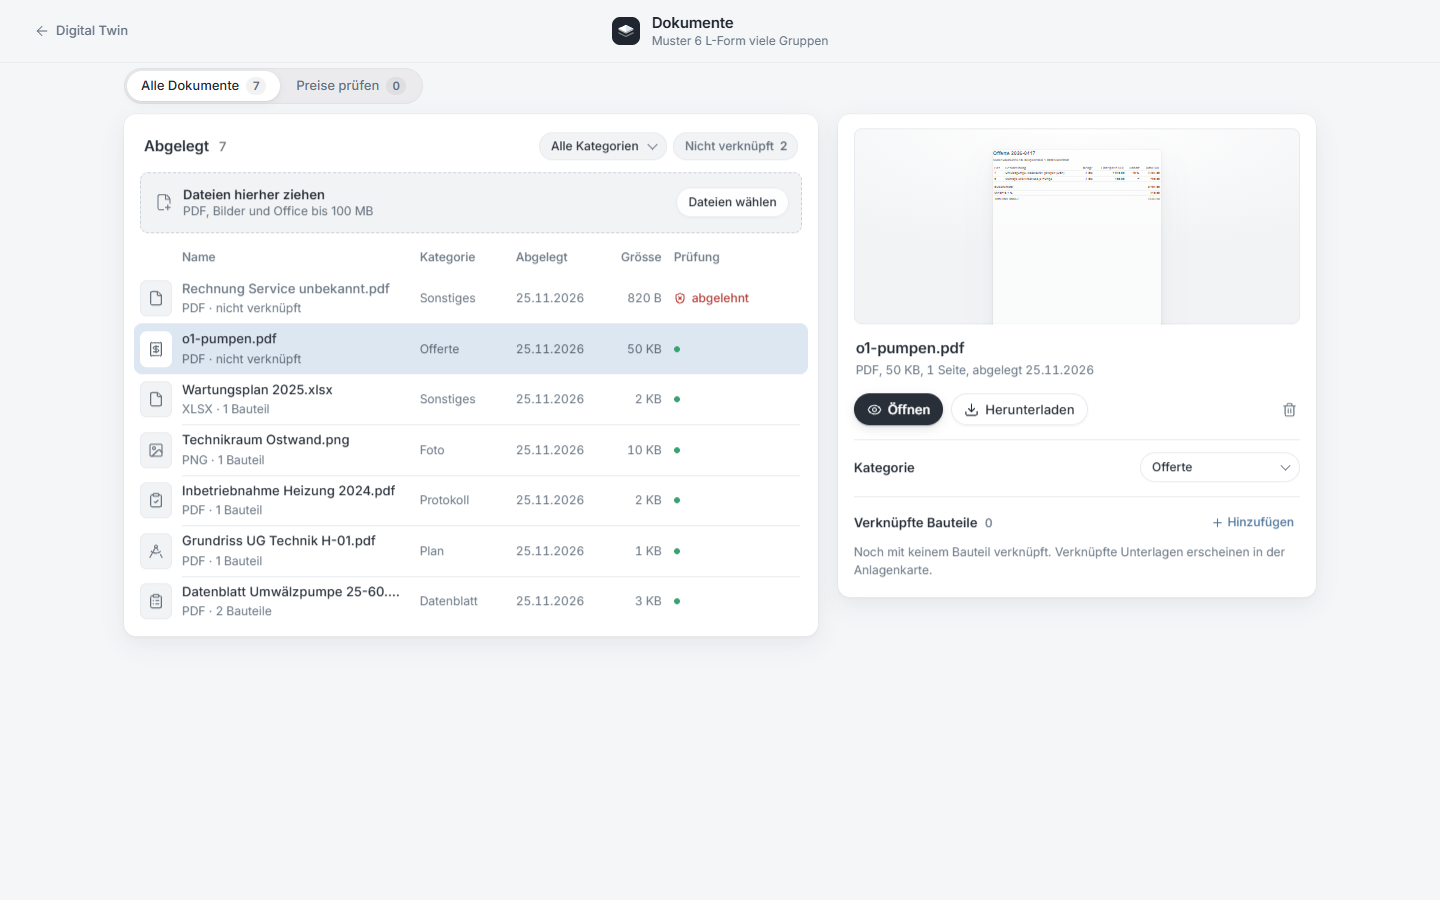 Digital Twin
Dokumente
Muster 6 L-Form viele Gruppen
Alle Dokumente 7
Preise prüfen 0
Abgelegt 7
Alle Kategorien
Nicht verknüpft 2
Dateien hierher ziehen
PDF, Bilder und Office bis 100 MB
Dateien wählen
Name Kategorie Abgelegt Grösse Prüfung
Rechnung Service unbekannt.pdf
PDF · nicht verknüpft
Sonstiges 25.11.2026 820 B abgelehnt
o1-pumpen.pdf
PDF · nicht verknüpft
Offerte 25.11.2026 50 KB
Wartungsplan 2025.xlsx
XLSX · 1 Bauteil
Sonstiges 25.11.2026 2 KB
Technikraum Ostwand.png
PNG · 1 Bauteil
Foto 25.11.2026 10 KB
Inbetriebnahme Heizung 2024.pdf
PDF · 1 Bauteil
Protokoll 25.11.2026 2 KB
Grundriss UG Technik H-01.pdf
PDF · 1 Bauteil
Plan 25.11.2026 1 KB
Datenblatt Umwälzpumpe 25-60....
PDF · 2 Bauteile
Datenblatt 25.11.2026 3 KB
Offerte 2026-0417
o1-pumpen.pdf
PDF, 50 KB, 1 Seite, abgelegt 25.11.2026
Öffnen
Herunterladen
Kategorie
Offerte
Verknüpfte Bauteile 0
Hinzufügen
Noch mit keinem Bauteil verknüpft. Verknüpfte Unterlagen erscheinen in der
Anlagenkarte.